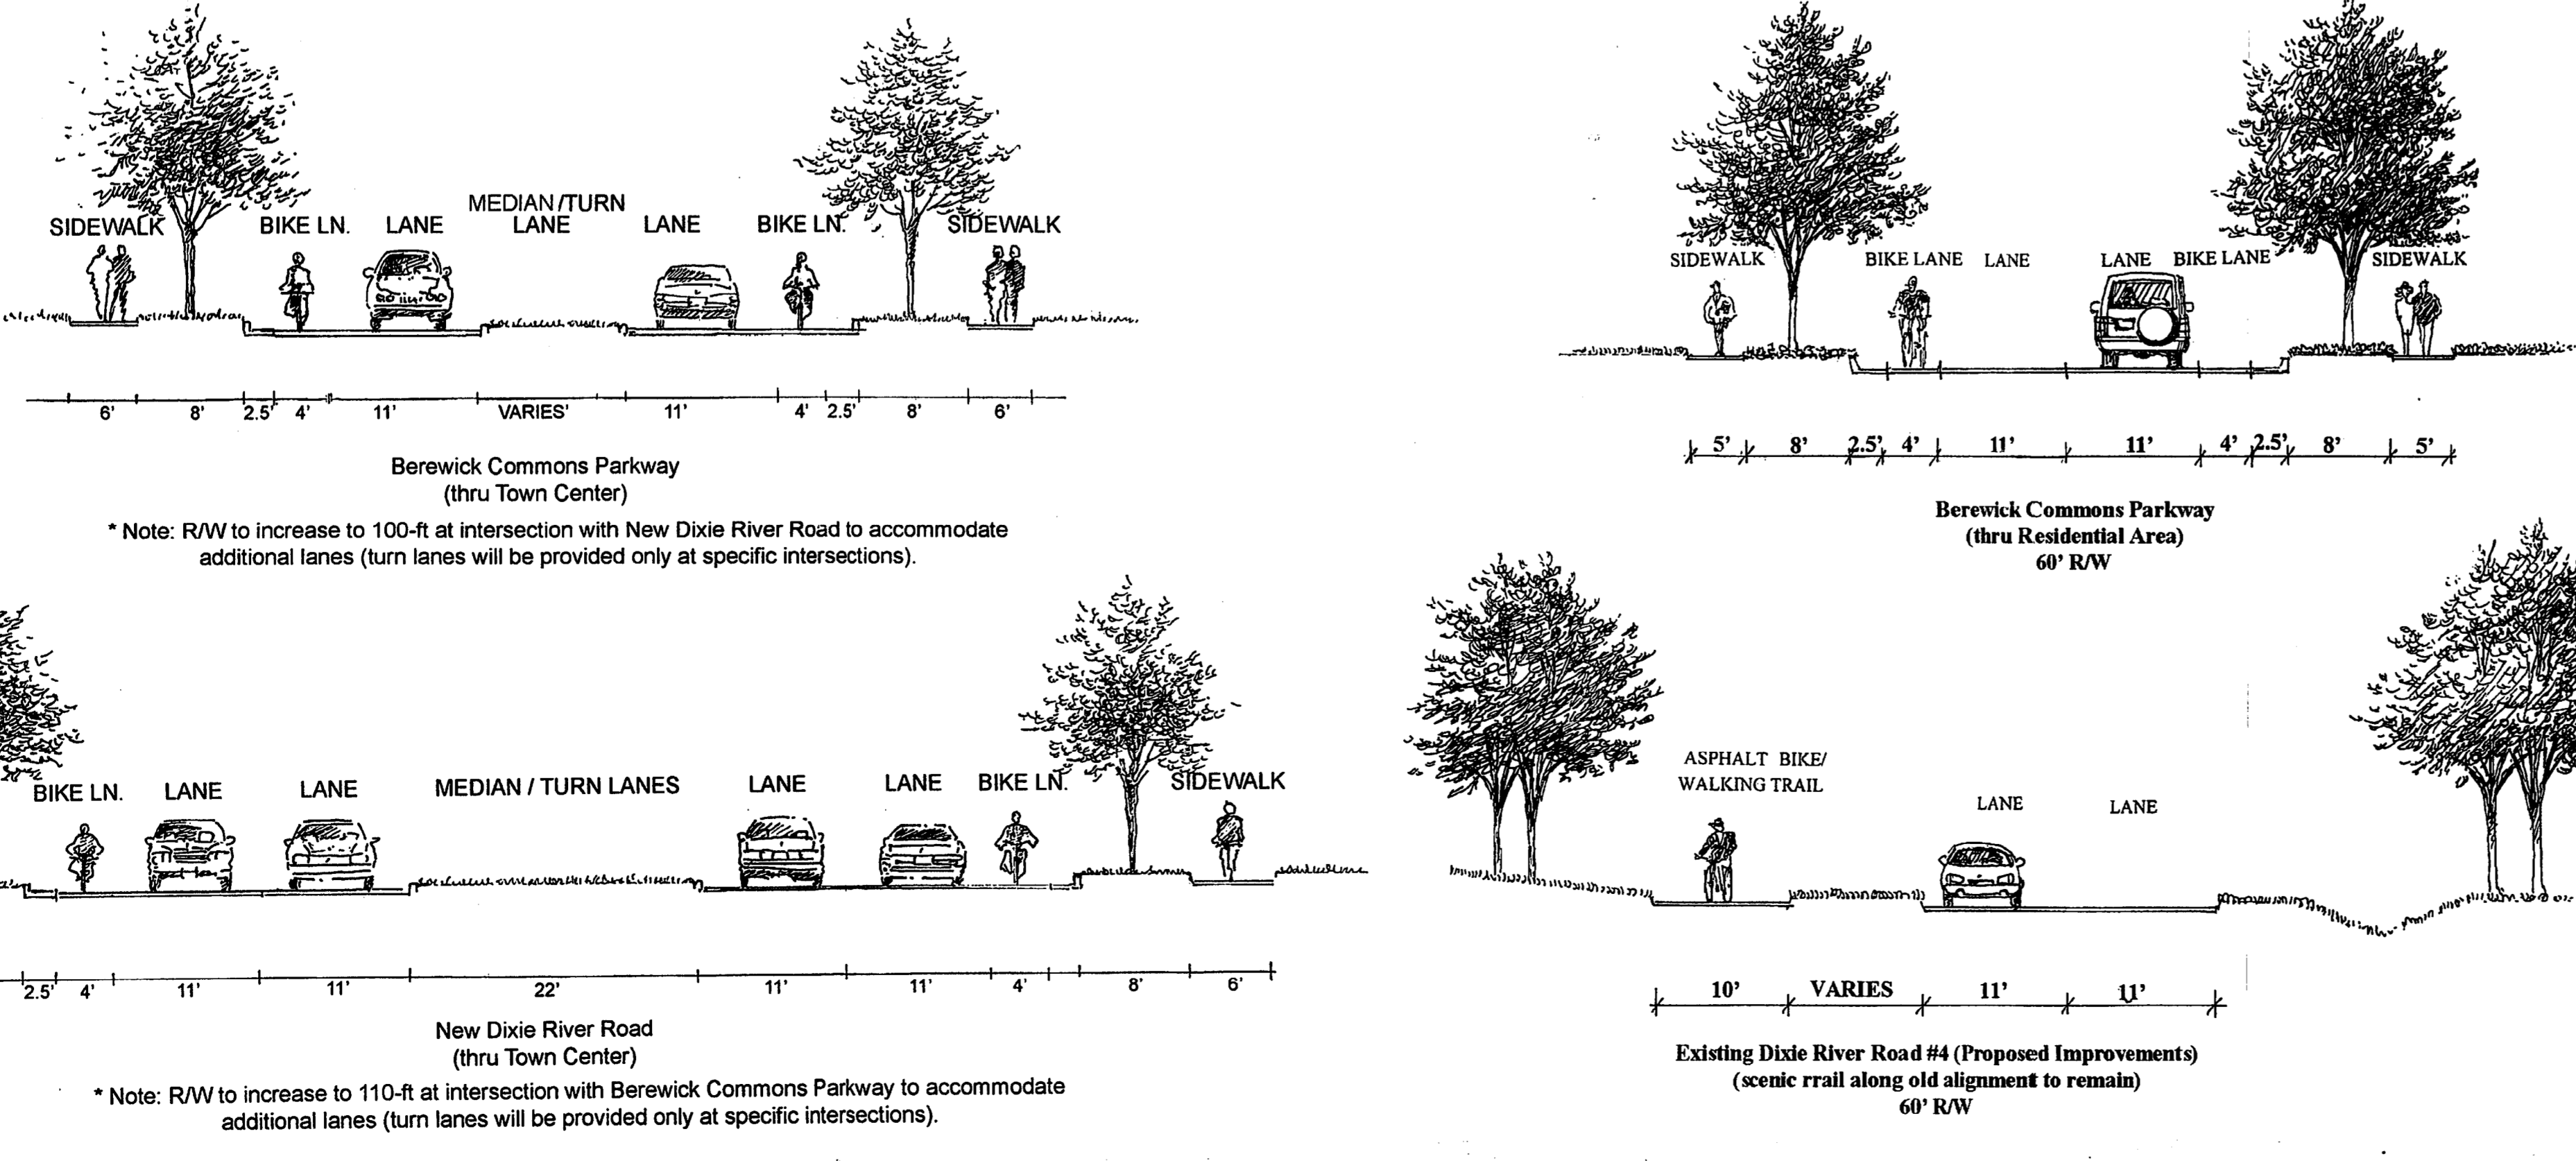 SIDEWALK BIKE LN. LANE MEDIAN / TURN LANE LANE BIKE LN. SIDEWALK
6' 8' 2.5' 4' 11' VARIES' 11' 4' 2.5' 8' 6'
Berewick Commons Parkway
(thru Town Center)
* Note: R/W to increase to 100-ft at intersection with New Dixie River Road to accommodate
additional lanes (turn lanes will be provided only at specific intersections).
SIDEWALK BIKE LANE LANE LANE BIKE LANE SIDEWALK
5' 8' 2.5' 4' 11' 11' 4' 2.5' 8' 5'
Berewick Commons Parkway
(thru Residential Area)
60' R/W
BIKE LN. LANE LANE MEDIAN / TURN LANES LANE LANE BIKE LN. SIDEWALK
2.5' 4' 11' 11' 22' 11' 11' 4' 8' 6'
New Dixie River Road
(thru Town Center)
* Note: R/W to increase to 110-ft at intersection with Berewick Commons Parkway to accommodate
additional lanes (turn lanes will be provided only at specific intersections).
ASPHALT BIKE/
WALKING TRAIL
LANE LANE
10' VARIES 11' 11'
Existing Dixie River Road #4 (Proposed Improvements)
(scenic rrail along old alignment to remain)
60' R/W